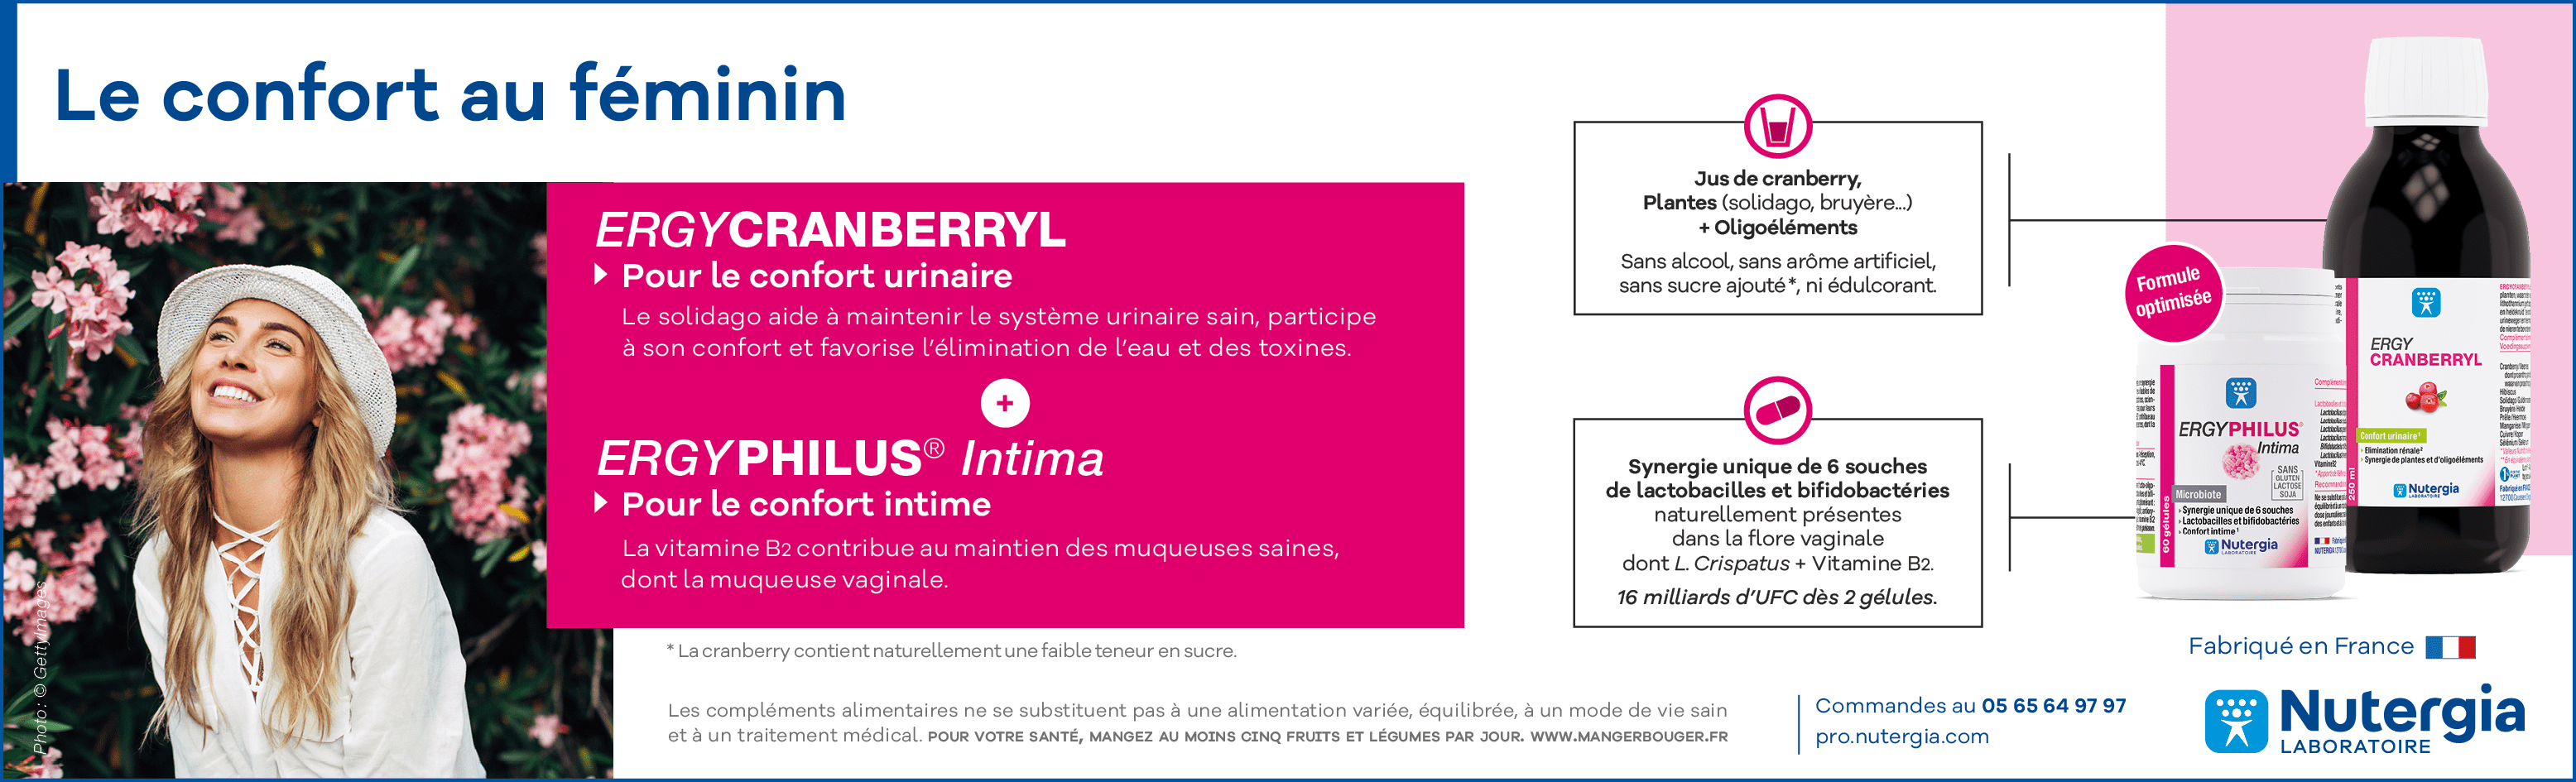 Le confort au féminin
ERGYCRANBERRYL
Pour le confort urinaire
Le solidago aide à maintenir le système urinaire sain, participe
à son confort et favorise l'élimination de l'eau et des toxines.
+
ERGYPHILUS® Intima
Pour le confort intime
La vitamine B2 contribue au maintien des muqueuses saines,
dont la muqueuse vaginale.
Photo : © GettyImages
* La cranberry contient naturellement une faible teneur en sucre.
Les compléments alimentaires ne se substituent pas à une alimentation variée, équilibrée, à un mode de vie sain
et à un traitement médical. POUR VOTRE SANTÉ, MANGEZ AU MOINS CINQ FRUITS ET LÉGUMES PAR JOUR. WWW.MANGERBOUGER.FR
Jus de cranberry,
Plantes (solidago, bruyère...)
+ Oligoéléments
Sans alcool, sans arôme artificiel,
sans sucre ajouté*, ni édulcorant.
Synergie unique de 6 souches
de lactobacilles et bifidobactéries
naturellement présentes
dans la flore vaginale
dont L. Crispatus + Vitamine B2.
16 milliards d'UFC dès 2 gélules.
Formule
optimisée
ERGYPHILUS®
Intima
SANS
GLUTEN
LACTOSE
SOJA
Microbiote
Synergie unique de 6 souches
Lactobacilles et bifidobactéries
Confort intime¹
Nutergia
LABORATOIRE
60 gélules
ERGY
CRANBERRYL
Confort urinaire¹
Elimination rénale²
Synergie de plantes et d'oligoéléments
Nutergia
LABORATOIRE
250 ml
Fabriqué en France
Commandes au 05 65 64 97 97
pro.nutergia.com
Nutergia
LABORATOIRE